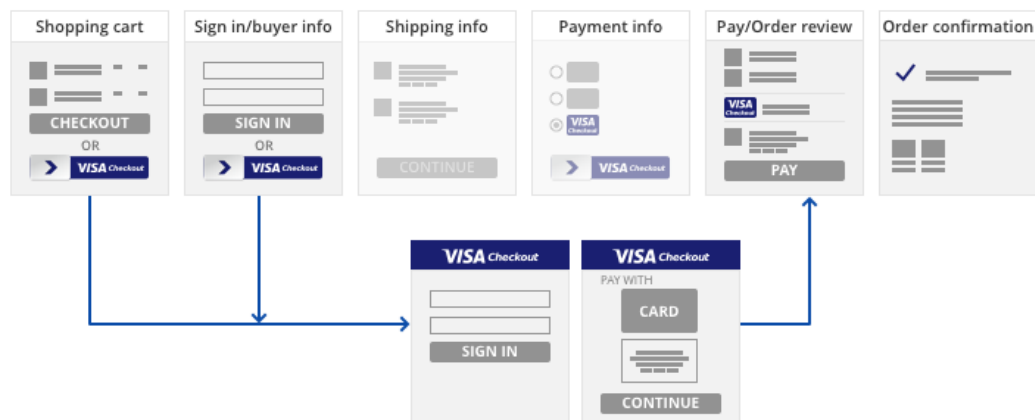 Shopping cart
Sign in/buyer info
Shipping info
Payment info
Pay/Order review
Order confirmation
CHECKOUT
OR
VISA Checkout
SIGN IN
OR
VISA Checkout
CONTINUE
VISA
Checkout
VISA Checkout
VISA
Checkout
PAY
VISA Checkout
SIGN IN
VISA Checkout
PAY WITH
CARD
CONTINUE